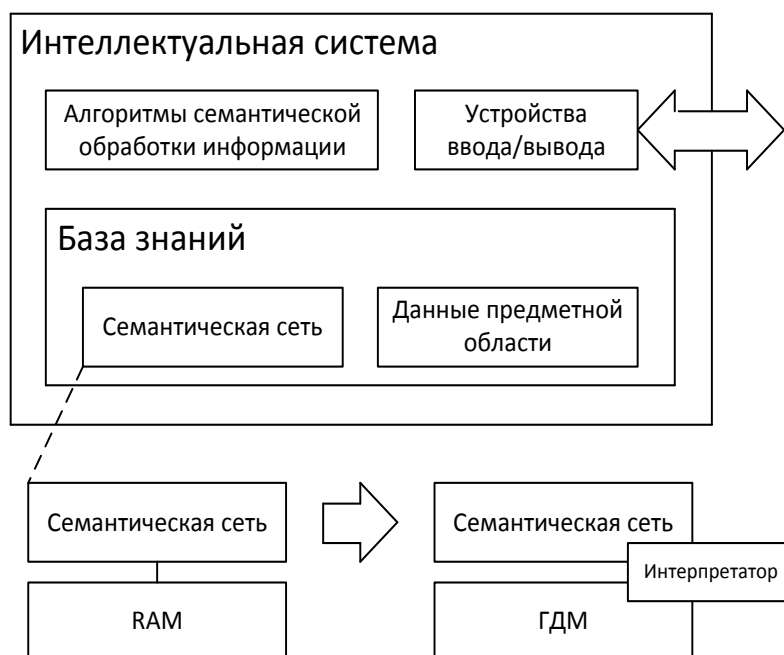 Интеллектуальная система
Алгоритмы семантической
обработки информации
Устройства
ввода/вывода
База знаний
Семантическая сеть
Данные предметной
области
Семантическая сеть
Семантическая сеть
Интерпретатор
RAM
ГДМ